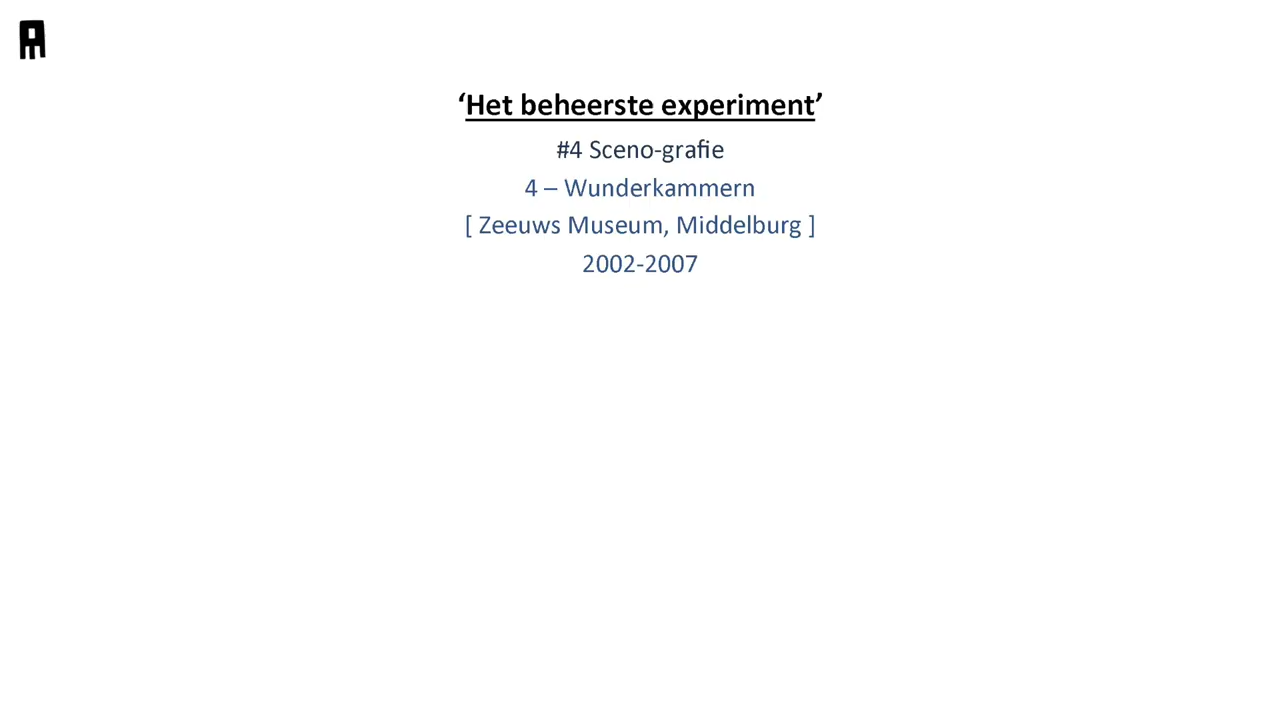 ‘Het beheerste experiment’
#4 Sceno-grafie
4 – Wunderkammern
[ Zeeuws Museum, Middelburg ]
2002-2007